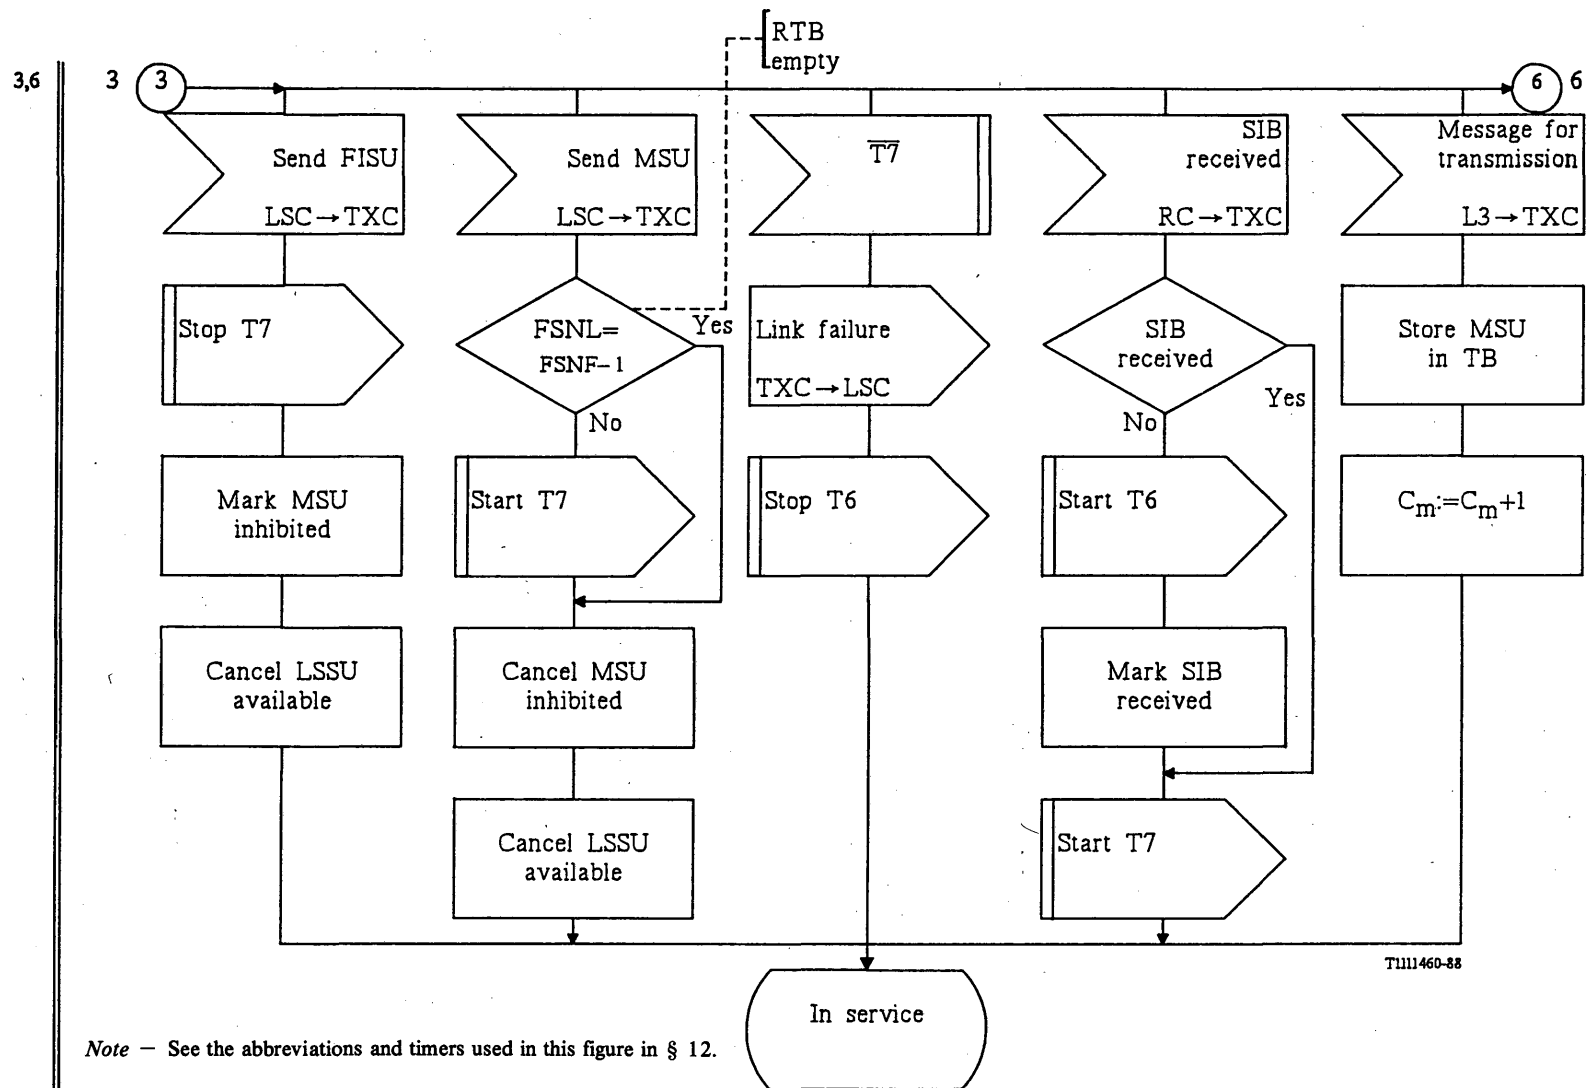 RTB
empty
3,6
3
3
6
6
Send FISU
LSC→TXC
Send MSU
LSC→TXC
T̅7̅
SIB
received
RC→TXC
Message for
transmission
L3→TXC
Stop T7
FSNL=
FSNF-1
Yes
No
Link failure
TXC→LSC
SIB
received
Yes
No
Store MSU
in TB
Mark MSU
inhibited
Start T7
Stop T6
Start T6
Cm:=Cm+1
Cancel LSSU
available
Cancel MSU
inhibited
Mark SIB
received
Cancel LSSU
available
Start T7
T1111460-88
In service
Note — See the abbreviations and timers used in this figure in § 12.